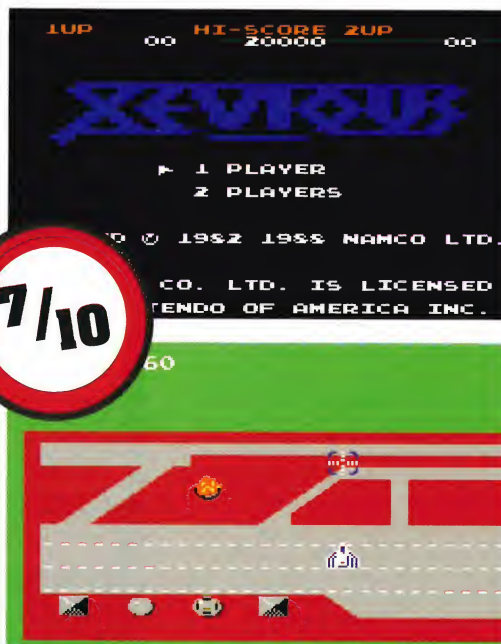 1UP HI-SCORE 2UP
00 20000 00
XEVIOUS
1 PLAYER
2 PLAYERS
© 1982 1988 NAMCO LTD.
CO. LTD. IS LICENSED
OF AMERICA INC.
7/10
60